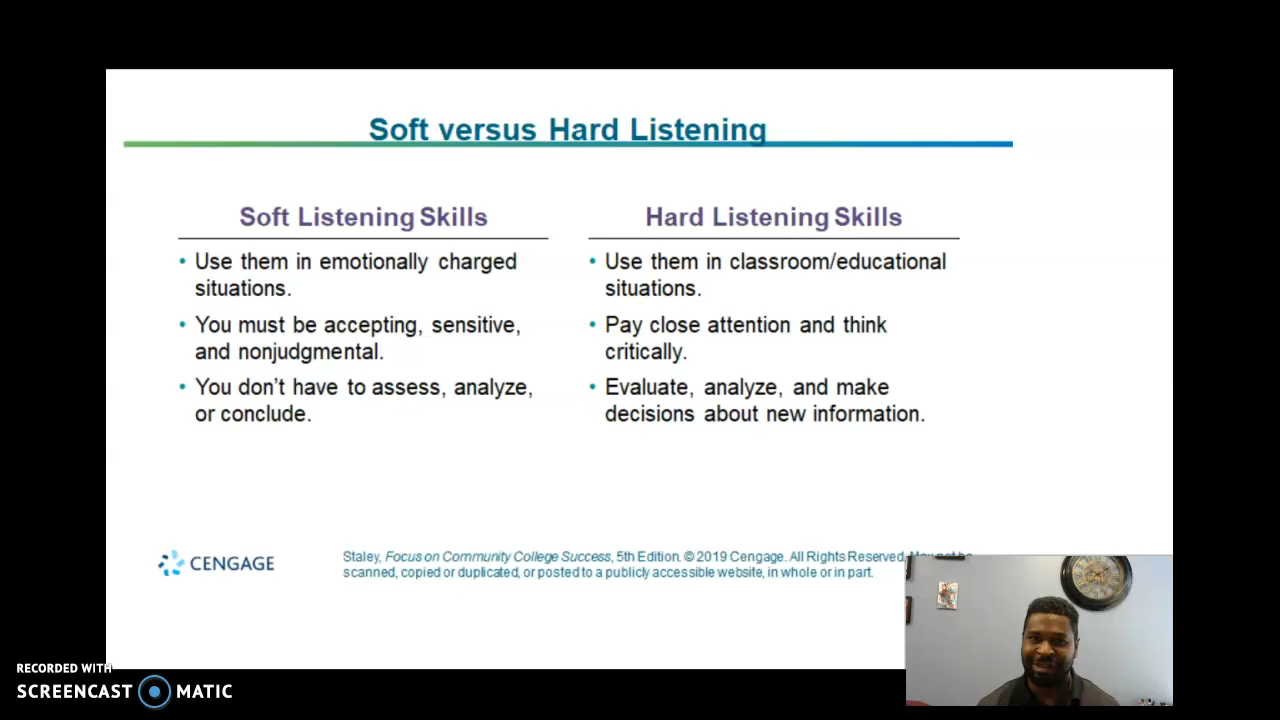 Soft versus Hard Listening
Soft Listening Skills
• Use them in emotionally charged
situations.
• You must be accepting, sensitive,
and nonjudgmental.
• You don't have to assess, analyze,
or conclude.
Hard Listening Skills
• Use them in classroom/educational
situations.
• Pay close attention and think
critically.
• Evaluate, analyze, and make
decisions about new information.
CENGAGE
Staley, Focus on Community College Success, 5th Edition. © 2019 Cengage. All Rights Reserved. May not be
scanned, copied or duplicated, or posted to a publicly accessible website, in whole or in part.
RECORDED WITH
SCREENCAST MATIC